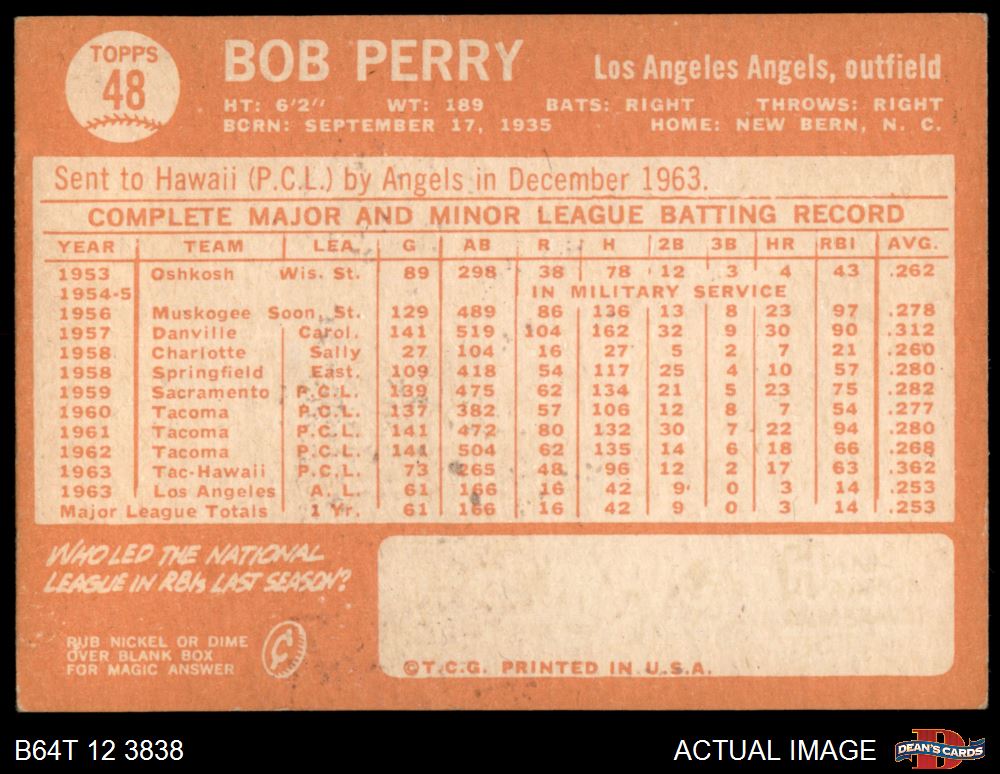 TOPPS
48
BOB PERRY
Los Angeles Angels, outfield
HT: 6'2" WT: 189 BATS: RIGHT THROWS: RIGHT
BORN: SEPTEMBER 17, 1935 HOME: NEW BERN, N. C.
Sent to Hawaii (P.C.L.) by Angels in December 1963.
COMPLETE MAJOR AND MINOR LEAGUE BATTING RECORD
YEAR TEAM LEA. G AB R H 2B 3B HR RBI AVG.
1953 Oshkosh Wis. St. 89 298 38 78 12 3 4 43 .262
1954-5 IN MILITARY SERVICE
1956 Muskogee Soon. St. 129 489 86 136 13 8 23 97 .278
1957 Danville Carol. 141 519 104 162 32 9 30 90 .312
1958 Charlotte Sally 27 104 16 27 5 2 7 21 .260
1958 Springfield East. 109 418 54 117 25 4 10 57 .280
1959 Sacramento P.C.L. 139 475 62 134 21 5 23 75 .282
1960 Tacoma P.C.L. 137 382 57 106 12 8 7 54 .277
1961 Tacoma P.C.L. 141 472 80 132 30 7 22 94 .280
1962 Tacoma P.C.L. 141 504 62 135 14 6 18 66 .268
1963 Tac-Hawaii P.C.L. 73 265 48 96 12 2 17 63 .362
1963 Los Angeles A. L. 61 166 16 42 9 0 3 14 .253
Major League Totals 1 Yr. 61 166 16 42 9 0 3 14 .253
WHO LED THE NATIONAL
LEAGUE IN RBIs LAST SEASON?
RUB NICKEL OR DIME
OVER BLANK BOX
FOR MAGIC ANSWER
©T.C.G. PRINTED IN U.S.A.
B64T 12 3838
ACTUAL IMAGE
D
DEAN'S CARDS